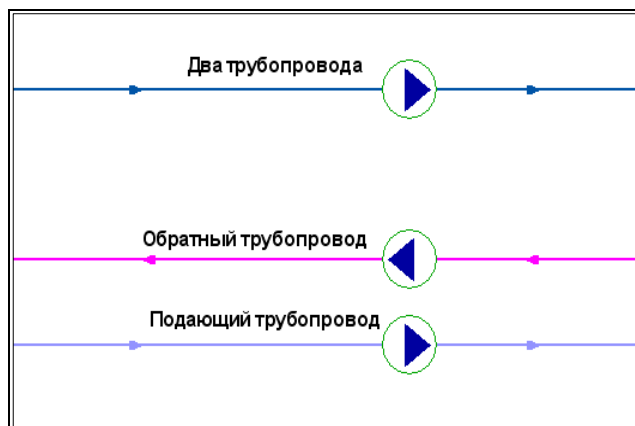 Два трубопровода
Обратный трубопровод
Подающий трубопровод